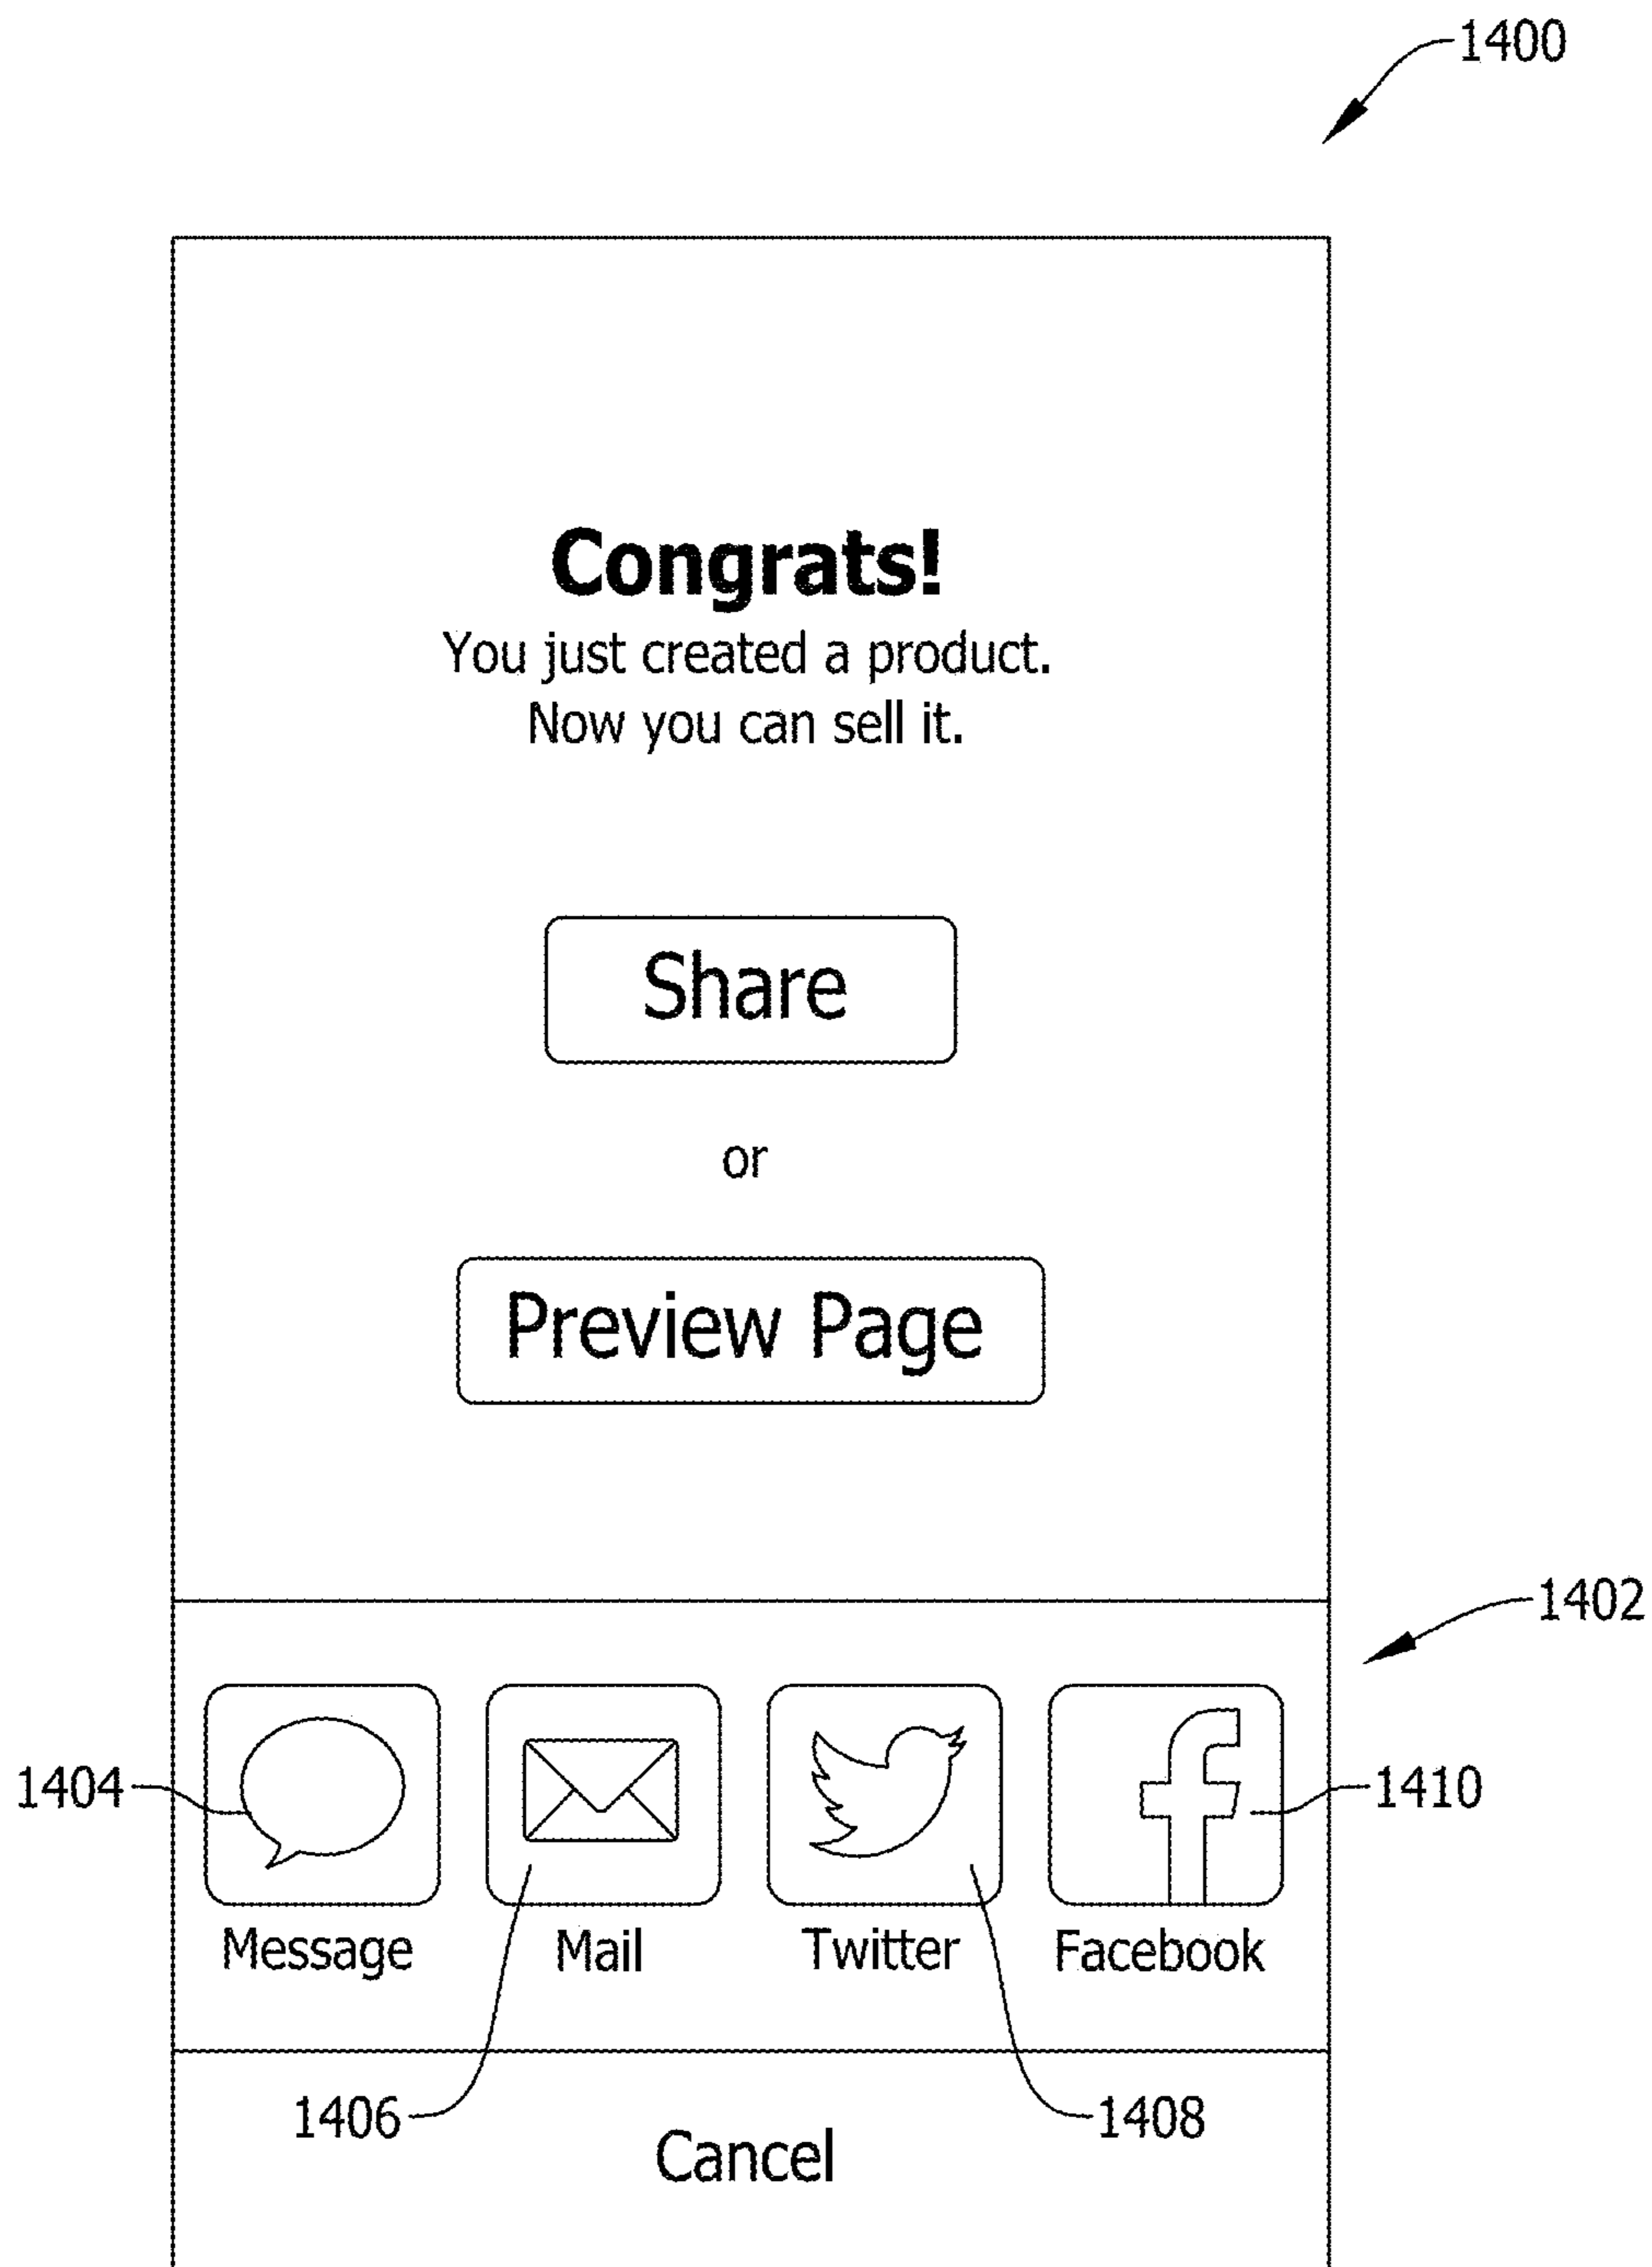 1400
Congrats!
You just created a product.
Now you can sell it.
Share
or
Preview Page
1402
1404
1410
Message Mail Twitter Facebook
1406
1408
Cancel